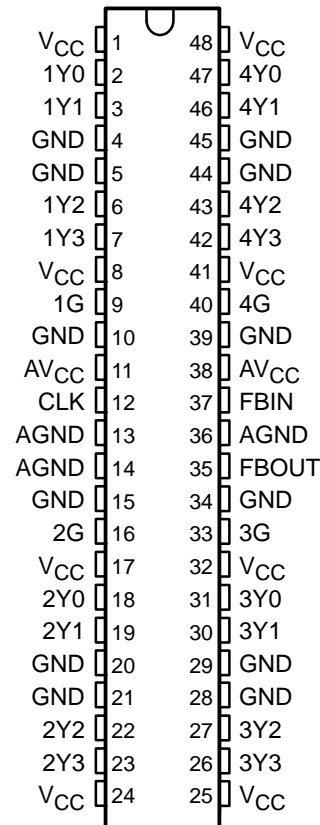 VCC 1 48 VCC
1Y0 2 47 4Y0
1Y1 3 46 4Y1
GND 4 45 GND
GND 5 44 GND
1Y2 6 43 4Y2
1Y3 7 42 4Y3
VCC 8 41 VCC
1G 9 40 4G
GND 10 39 GND
AVCC 11 38 AVCC
CLK 12 37 FBIN
AGND 13 36 AGND
AGND 14 35 FBOUT
GND 15 34 GND
2G 16 33 3G
VCC 17 32 VCC
2Y0 18 31 3Y0
2Y1 19 30 3Y1
GND 20 29 GND
GND 21 28 GND
2Y2 22 27 3Y2
2Y3 23 26 3Y3
VCC 24 25 VCC